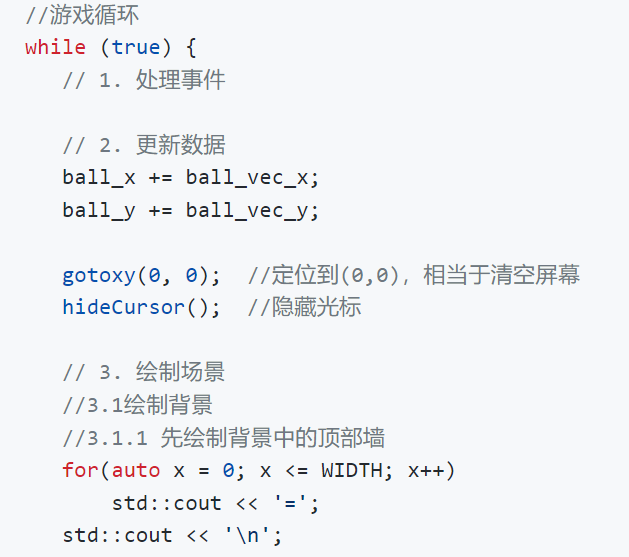 //游戏循环
while (true) {
// 1. 处理事件
// 2. 更新数据
ball_x += ball_vec_x;
ball_y += ball_vec_y;
gotoxy(0, 0);  //定位到(0,0)，相当于清空屏幕
hideCursor();  //隐藏光标
// 3. 绘制场景
//3.1绘制背景
//3.1.1 先绘制背景中的顶部墙
for(auto x = 0; x <= WIDTH; x++)
std::cout << '=';
std::cout << '\n';